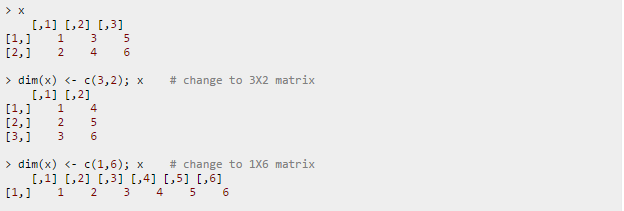 > x
     [,1] [,2] [,3]
[1,]    1    3    5
[2,]    2    4    6
> dim(x) <- c(3,2); x    # change to 3X2 matrix
     [,1] [,2]
[1,]    1    4
[2,]    2    5
[3,]    3    6
> dim(x) <- c(1,6); x    # change to 1X6 matrix
     [,1] [,2] [,3] [,4] [,5] [,6]
[1,]    1    2    3    4    5    6